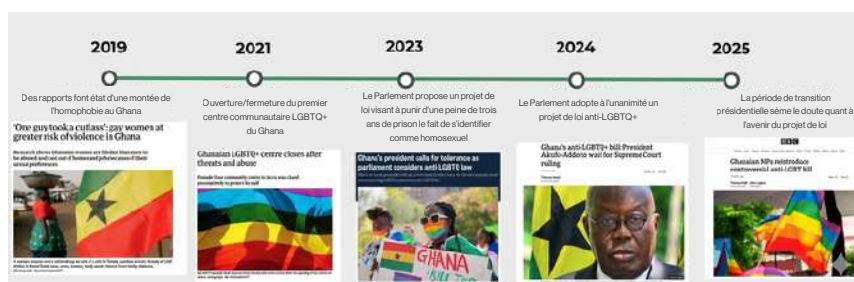 2019
2021
2023
2024
2025
Des rapports font état d'une montée de
l'homophobie au Ghana
Ouverture/fermeture du premier
centre communautaire LGBTQ+
du Ghana
Le Parlement propose un projet de
loi visant à punir d'une peine de trois
ans de prison le fait de s'identifier
comme homosexuel
Le Parlement adopte à l'unanimité un
projet de loi anti-LGBTQ+
La période de transition
présidentielle sème le doute quant à
l'avenir du projet de loi
'One guy took a cutlass': gay women at
greater risk of violence in Ghana
Ghanaian LGBTQ+ centre closes after
threats and abuse
Ghana's president calls for tolerance as
parliament considers anti-LGBTQ law
GHANA
Ghana's anti-LGBTQ+ bill: President
Akufo-Addo to wait for Supreme Court
ruling
BBC
Ghanaian MPs reintroduce
controversial anti-LGBT bill